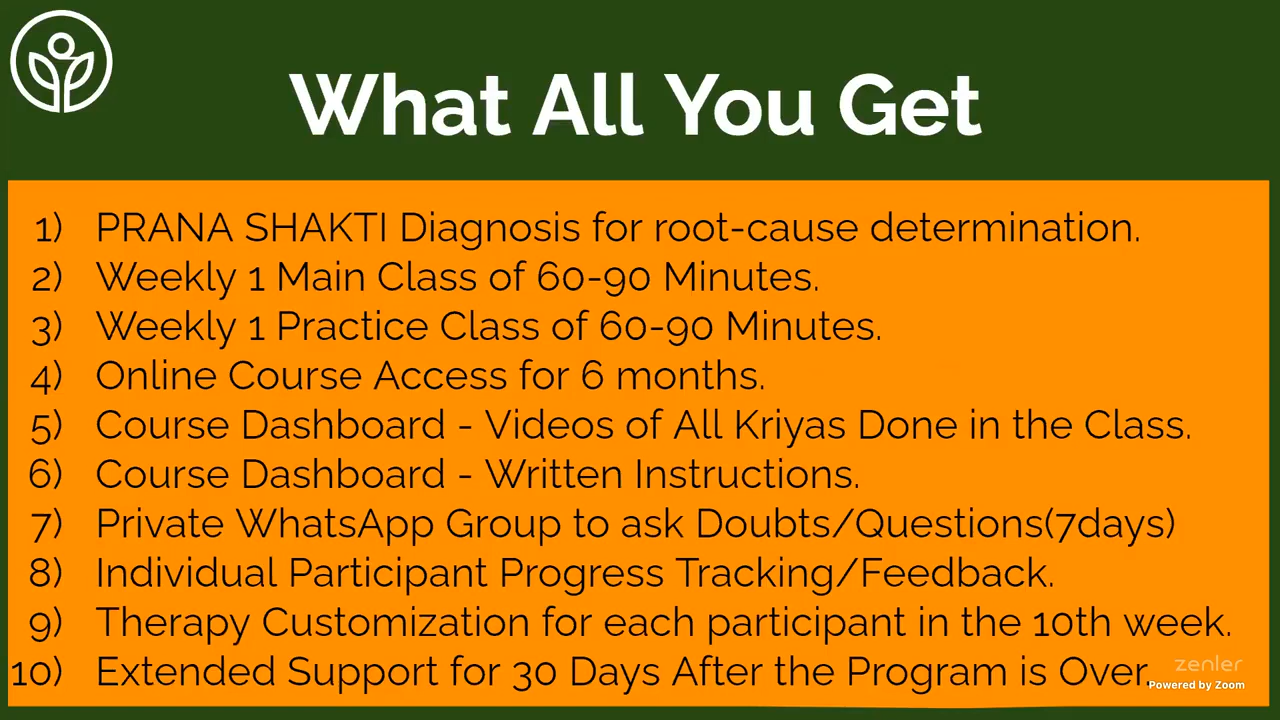 What All You Get
1) PRANA SHAKTI Diagnosis for root-cause determination.
2) Weekly 1 Main Class of 60-90 Minutes.
3) Weekly 1 Practice Class of 60-90 Minutes.
4) Online Course Access for 6 months.
5) Course Dashboard - Videos of All Kriyas Done in the Class.
6) Course Dashboard - Written Instructions.
7) Private WhatsApp Group to ask Doubts/Questions(7days)
8) Individual Participant Progress Tracking/Feedback.
9) Therapy Customization for each participant in the 10th week.
10) Extended Support for 30 Days After the Program is Over.
zenler
Powered by Zoom